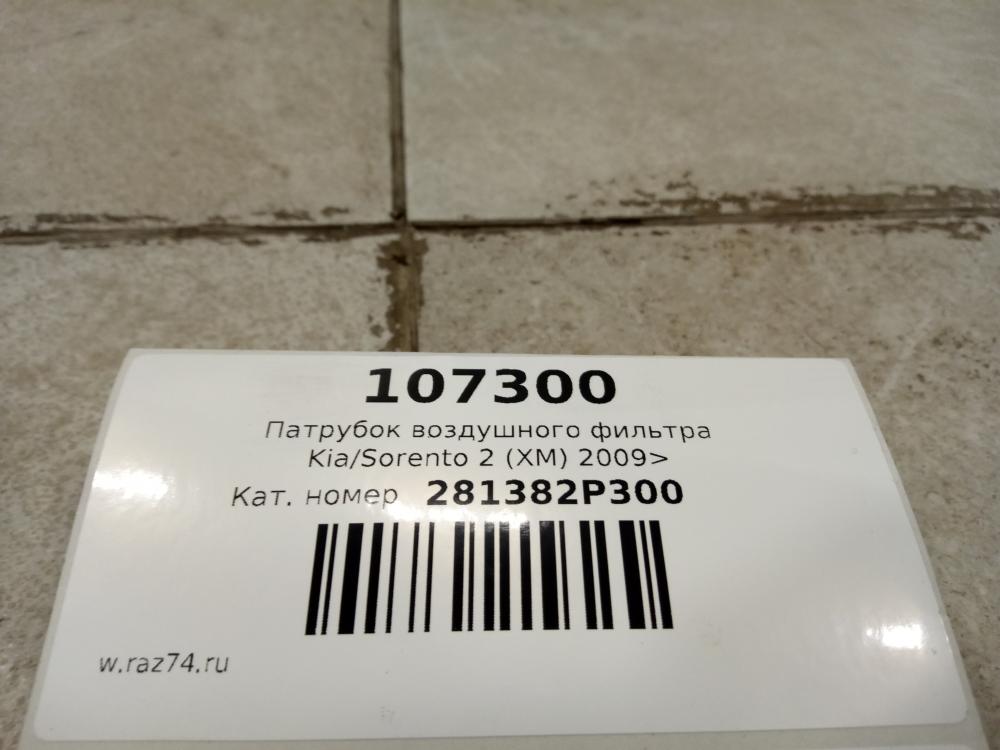 107300
Патрубок воздушного фильтра
Kia/Sorento 2 (XM) 2009>
Кат. номер 281382P300
w.raz74.ru